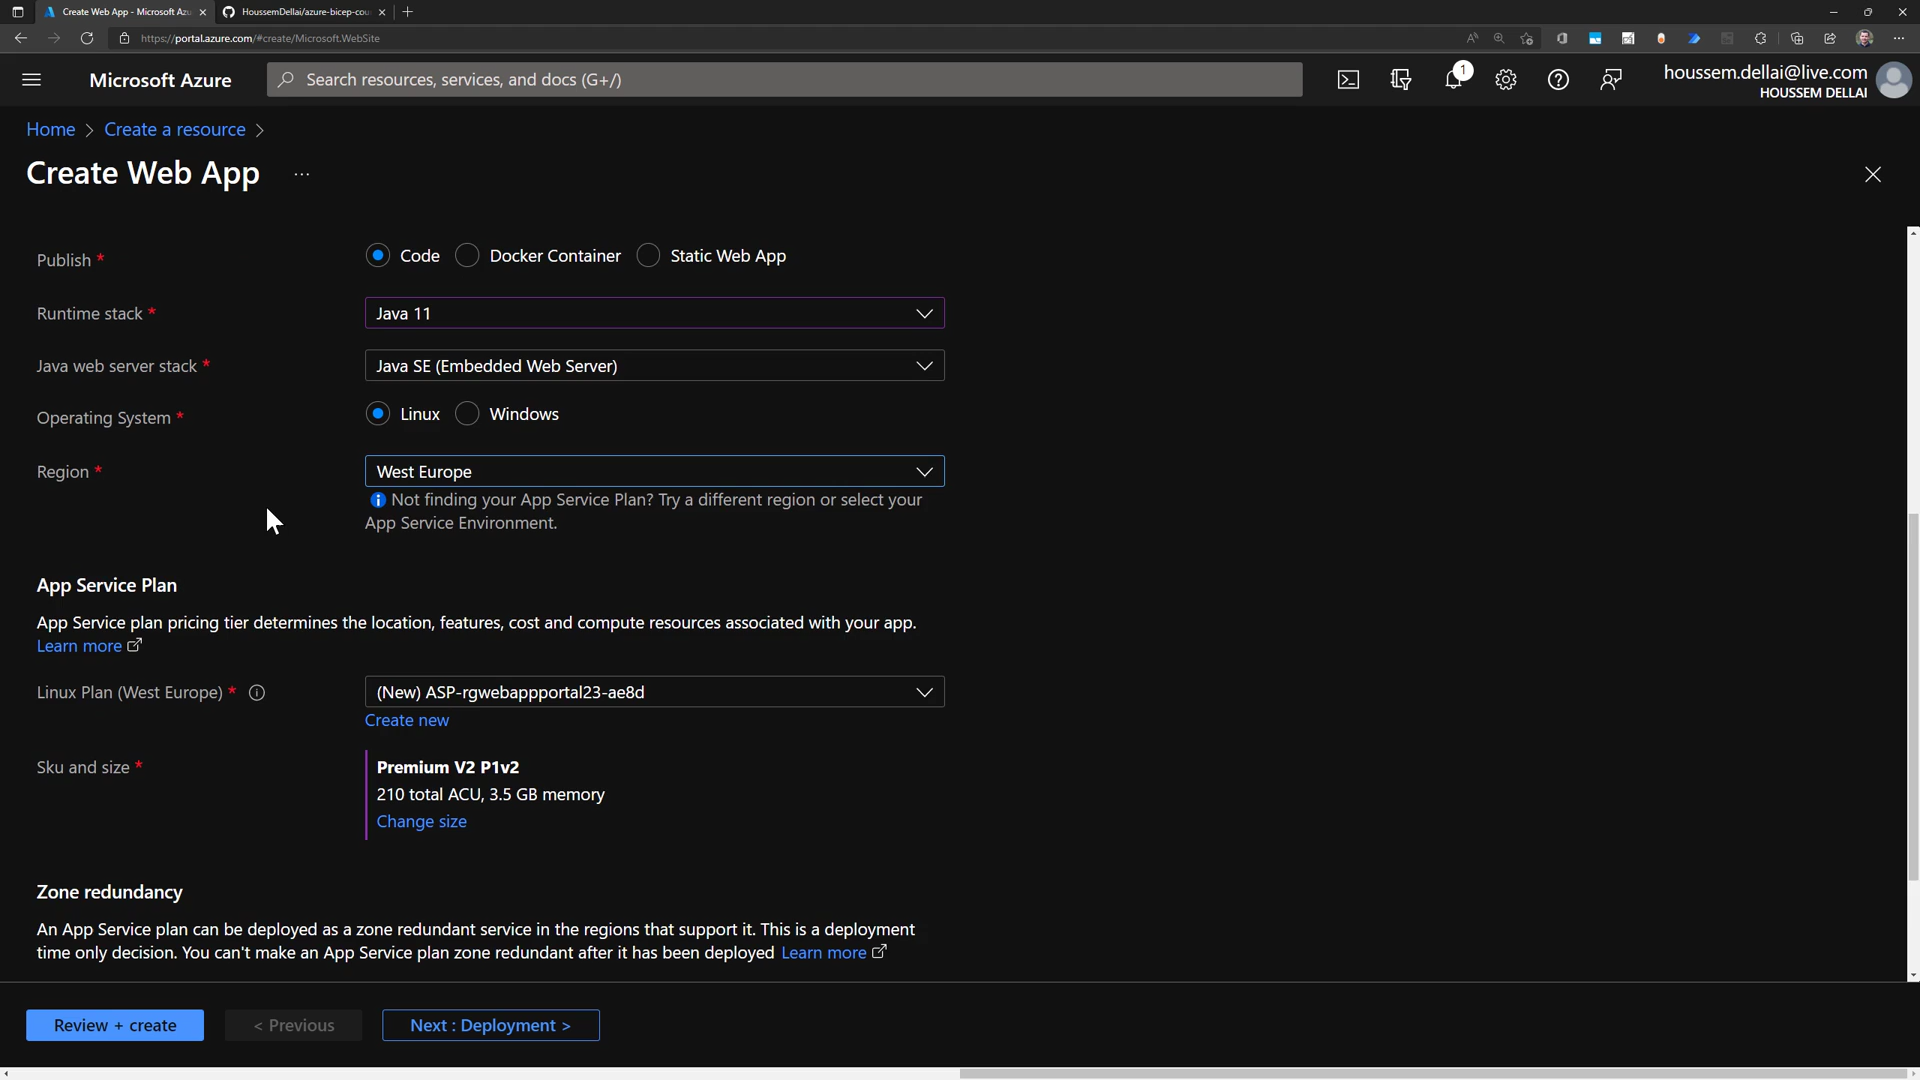 Create Web App - Microsoft Azu
HoussemDellai/azure-bicep-cou
https://portal.azure.com/#create/Microsoft.WebSite
Microsoft Azure
Search resources, services, and docs (G+/)
1
houssem.dellai@live.com
HOUSSEM DELLAI
Home > Create a resource >
Create Web App ...
Publish *
Code Docker Container Static Web App
Runtime stack *
Java 11
Java web server stack *
Java SE (Embedded Web Server)
Operating System *
Linux Windows
Region *
West Europe
Not finding your App Service Plan? Try a different region or select your
App Service Environment.
App Service Plan
App Service plan pricing tier determines the location, features, cost and compute resources associated with your app.
Learn more
Linux Plan (West Europe) *
(New) ASP-rgwebappportal23-ae8d
Create new
Sku and size *
Premium V2 P1v2
210 total ACU, 3.5 GB memory
Change size
Zone redundancy
An App Service plan can be deployed as a zone redundant service in the regions that support it. This is a deployment
time only decision. You can't make an App Service plan zone redundant after it has been deployed Learn more
Review + create
< Previous
Next : Deployment >